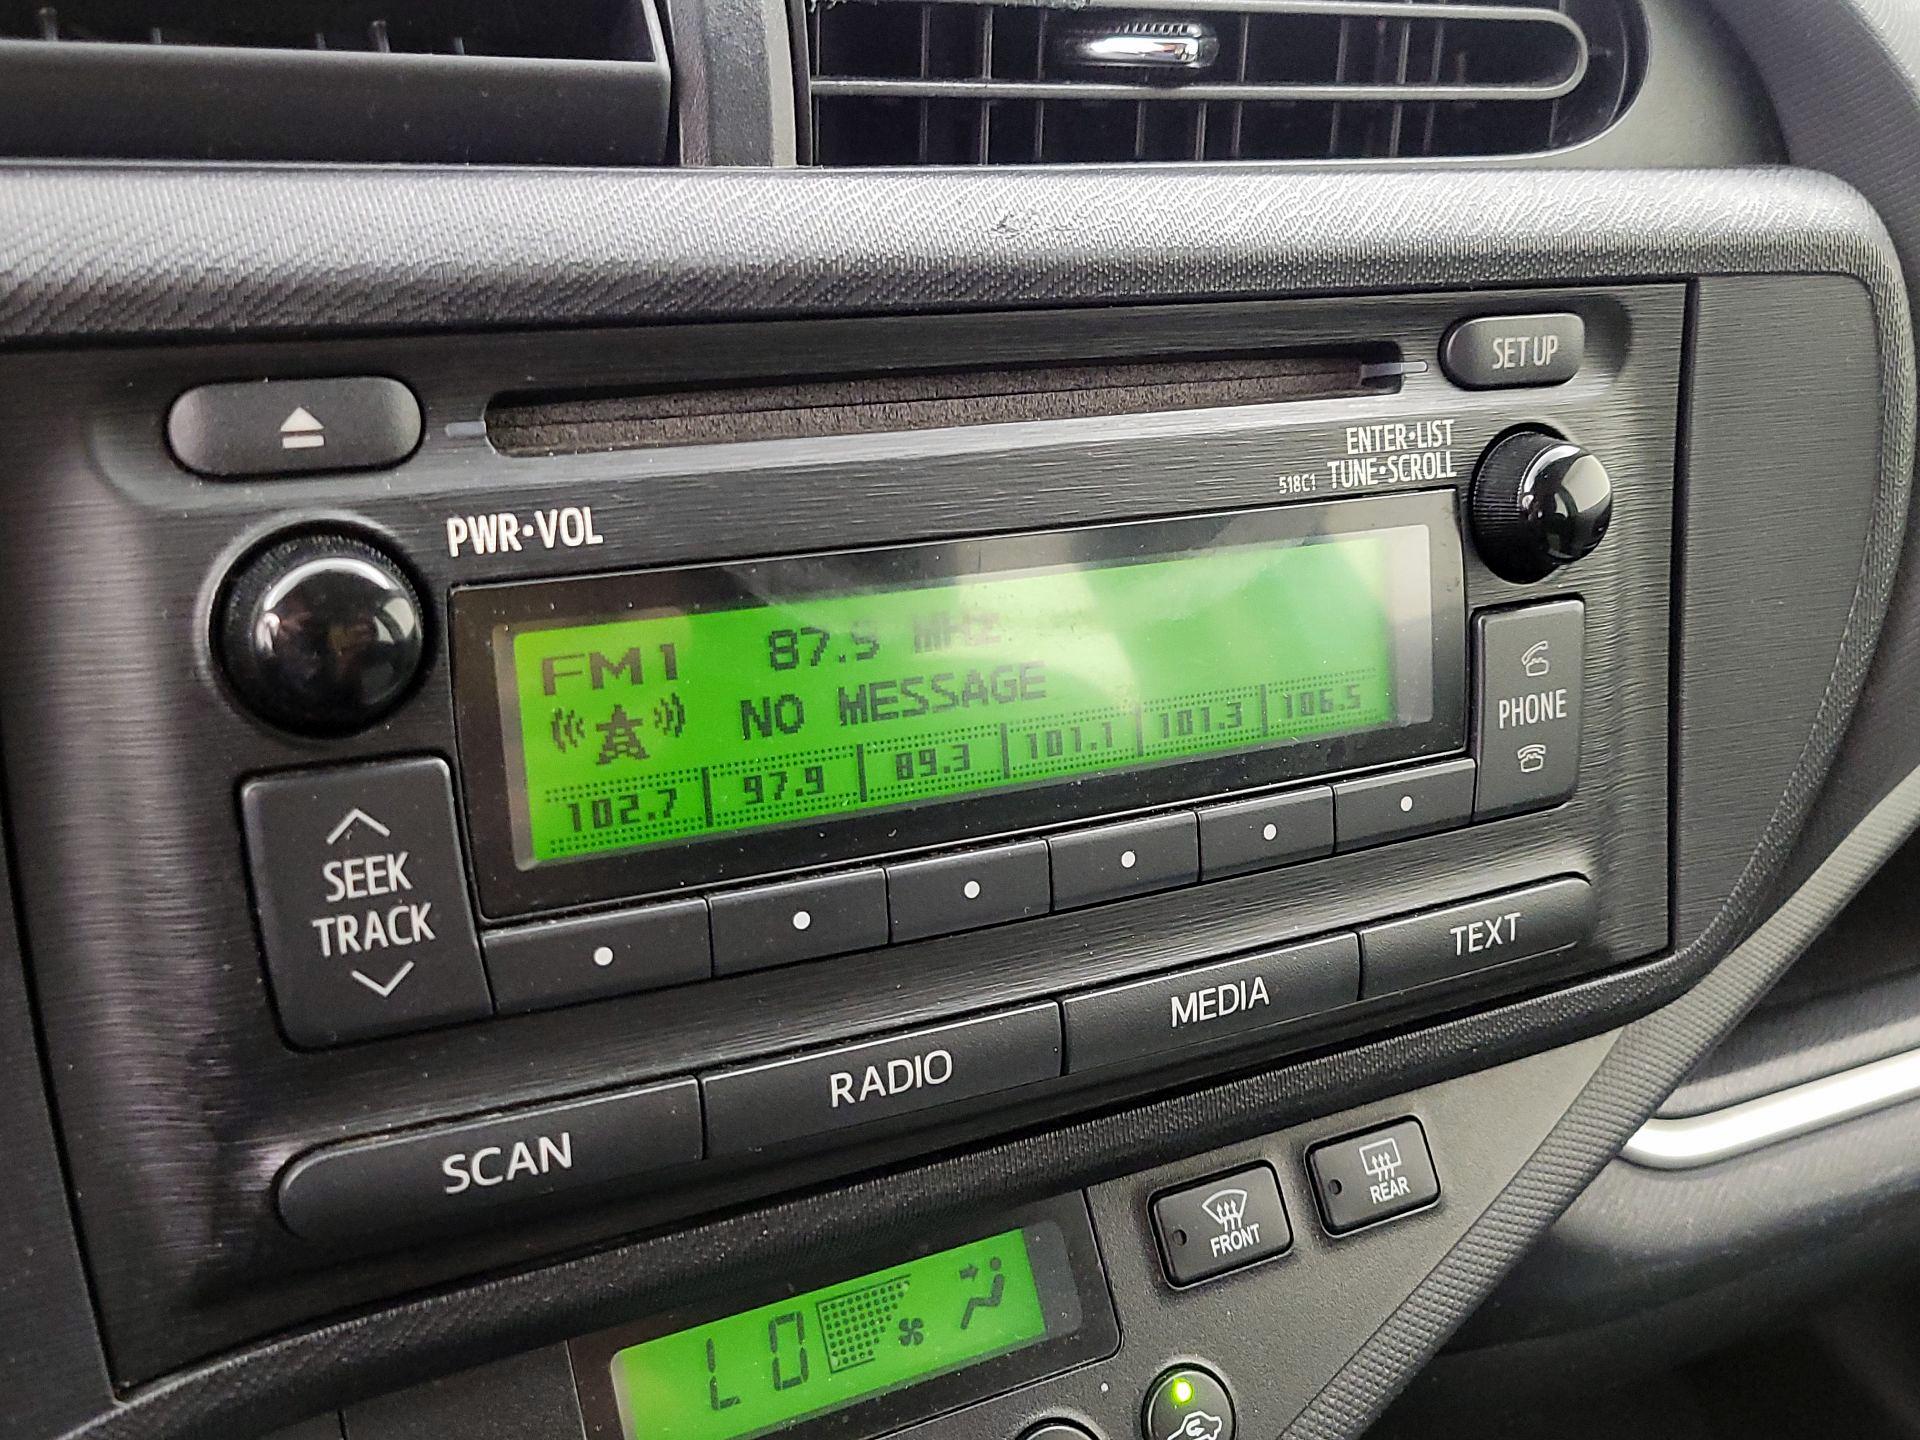 SET UP
ENTER•LIST
518C1 TUNE•SCROLL
PWR•VOL
FM1 87.9 MHz
NO MESSAGE
102.7 97.9 89.3 101.1 101.3 106.5
PHONE
SEEK
TRACK
SCAN RADIO MEDIA TEXT
FRONT REAR
LO